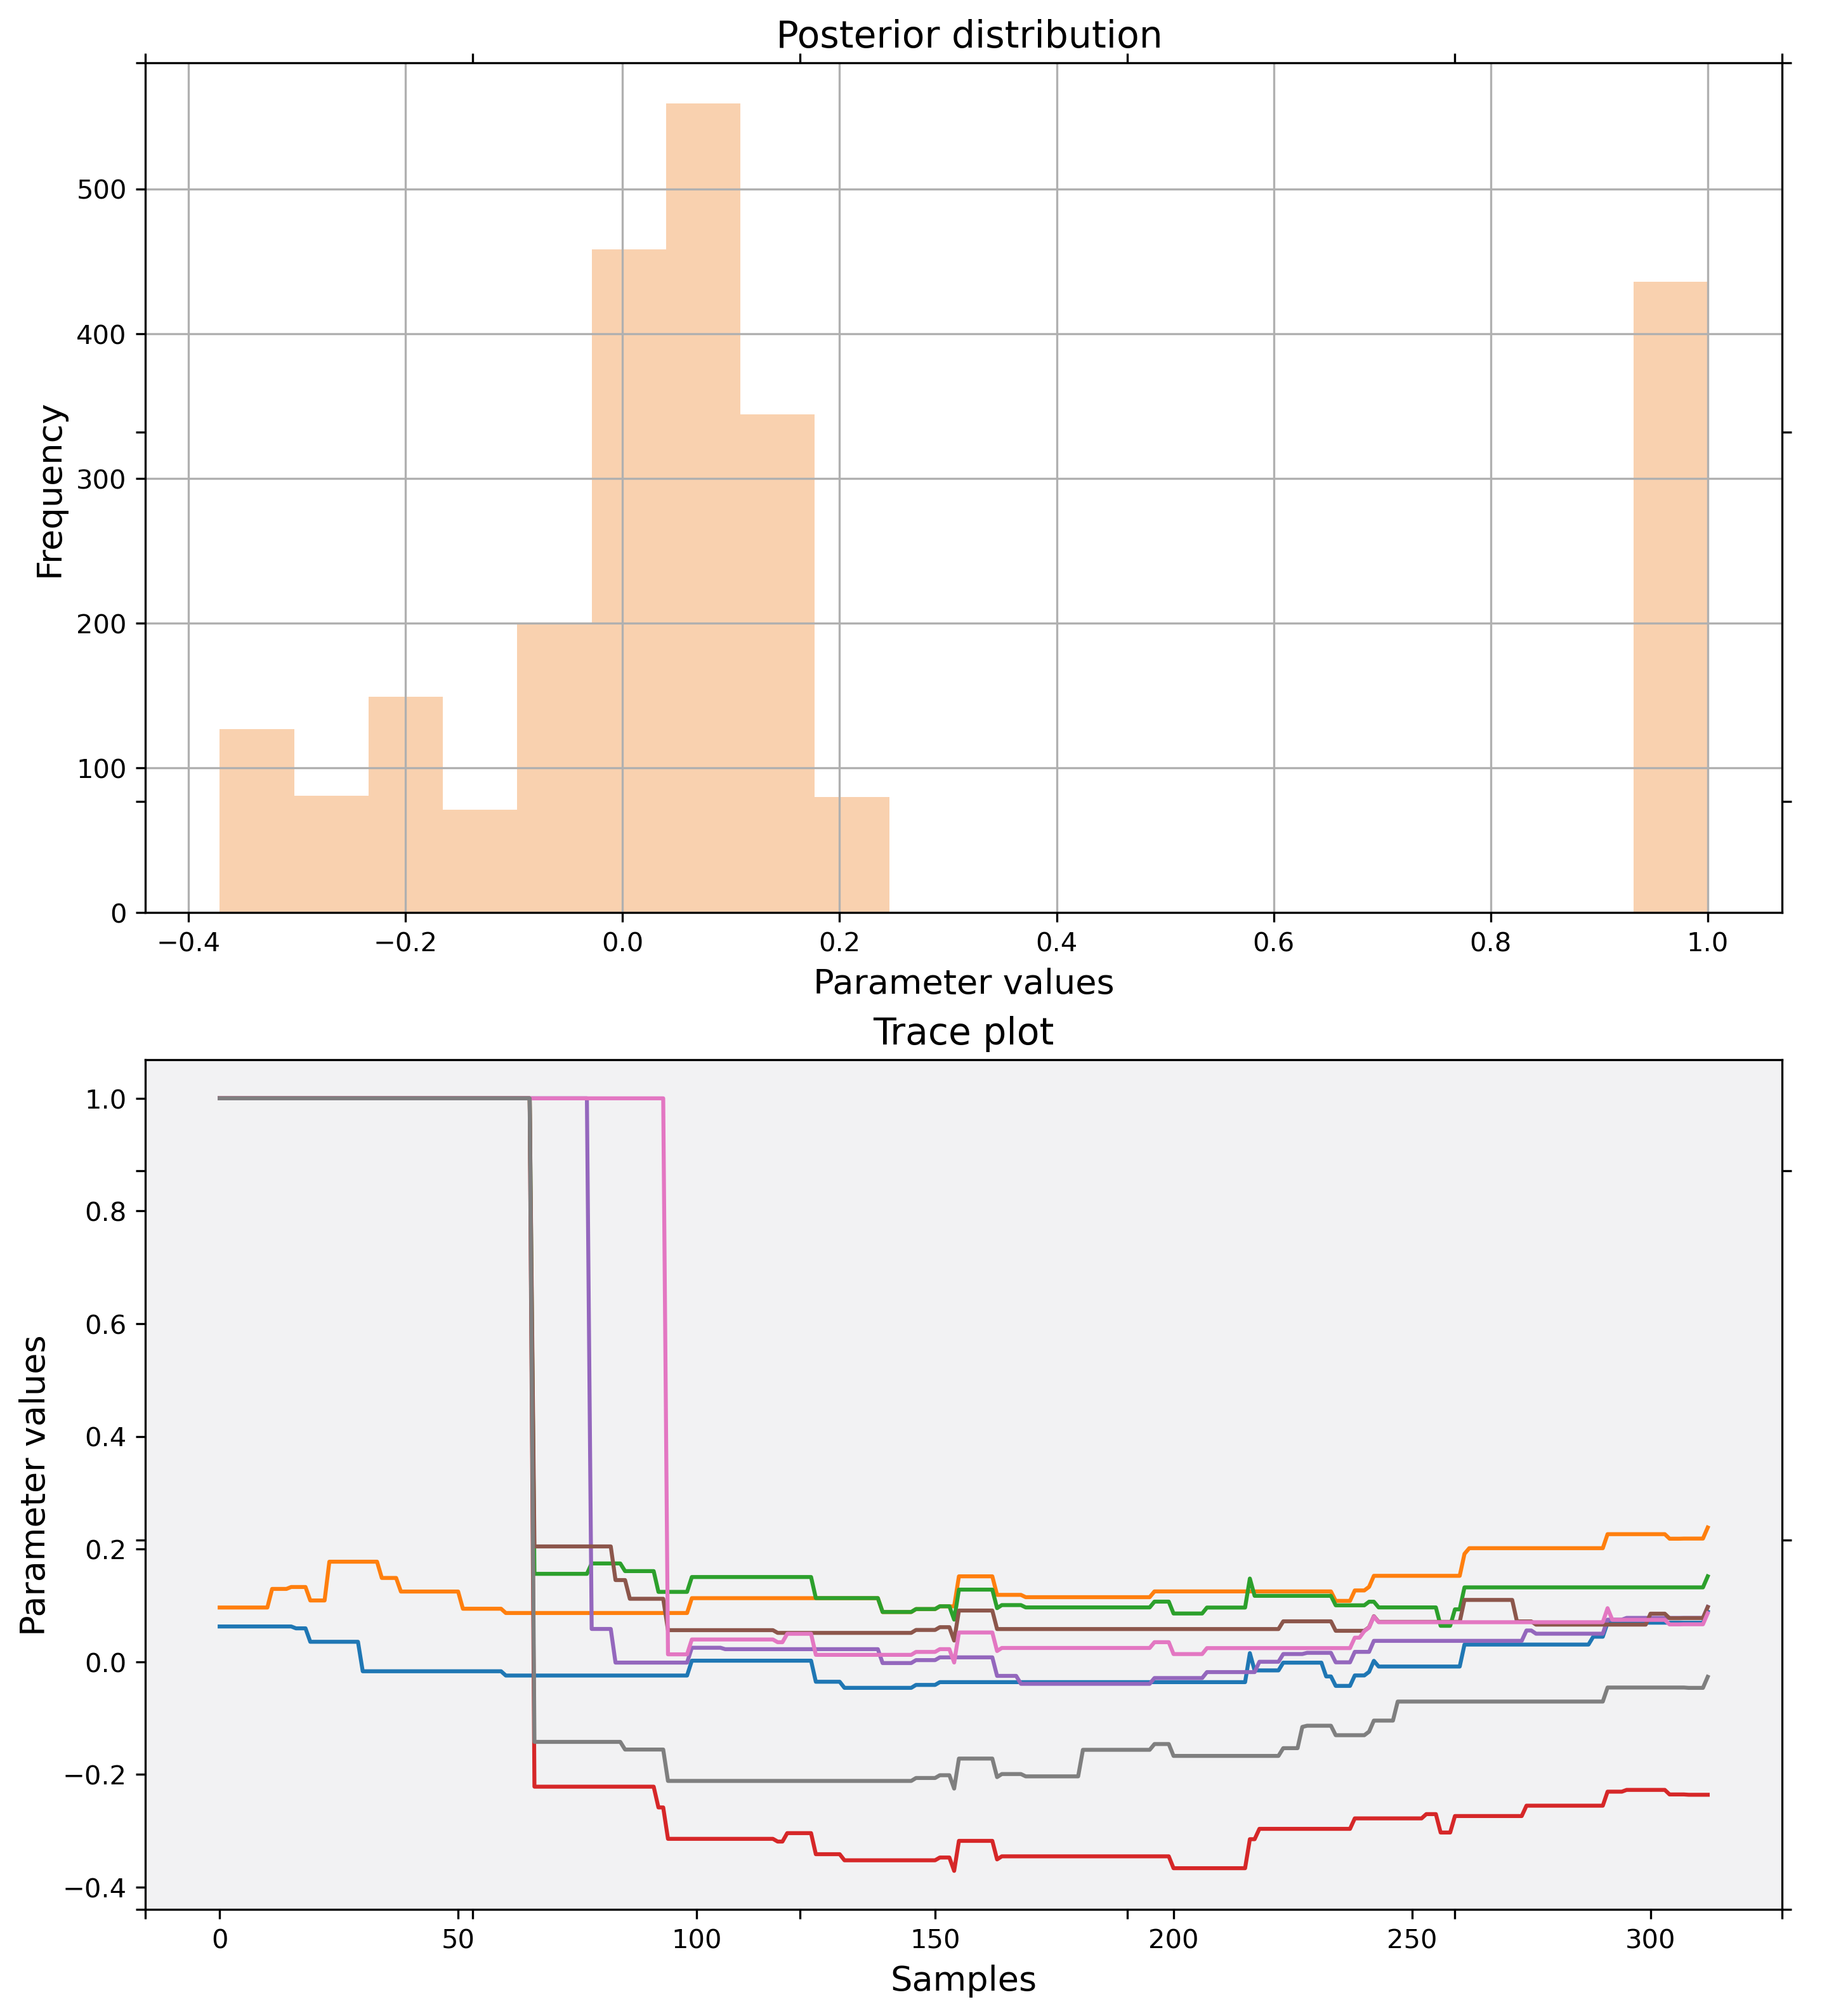 Posterior distribution
500
400
300
200
100
0
Frequency
−0.4 −0.2 0.0 0.2 0.4 0.6 0.8 1.0
Parameter values
Trace plot
1.0
0.8
0.6
0.4
0.2
0.0
−0.2
−0.4
Parameter values
0 50 100 150 200 250 300
Samples